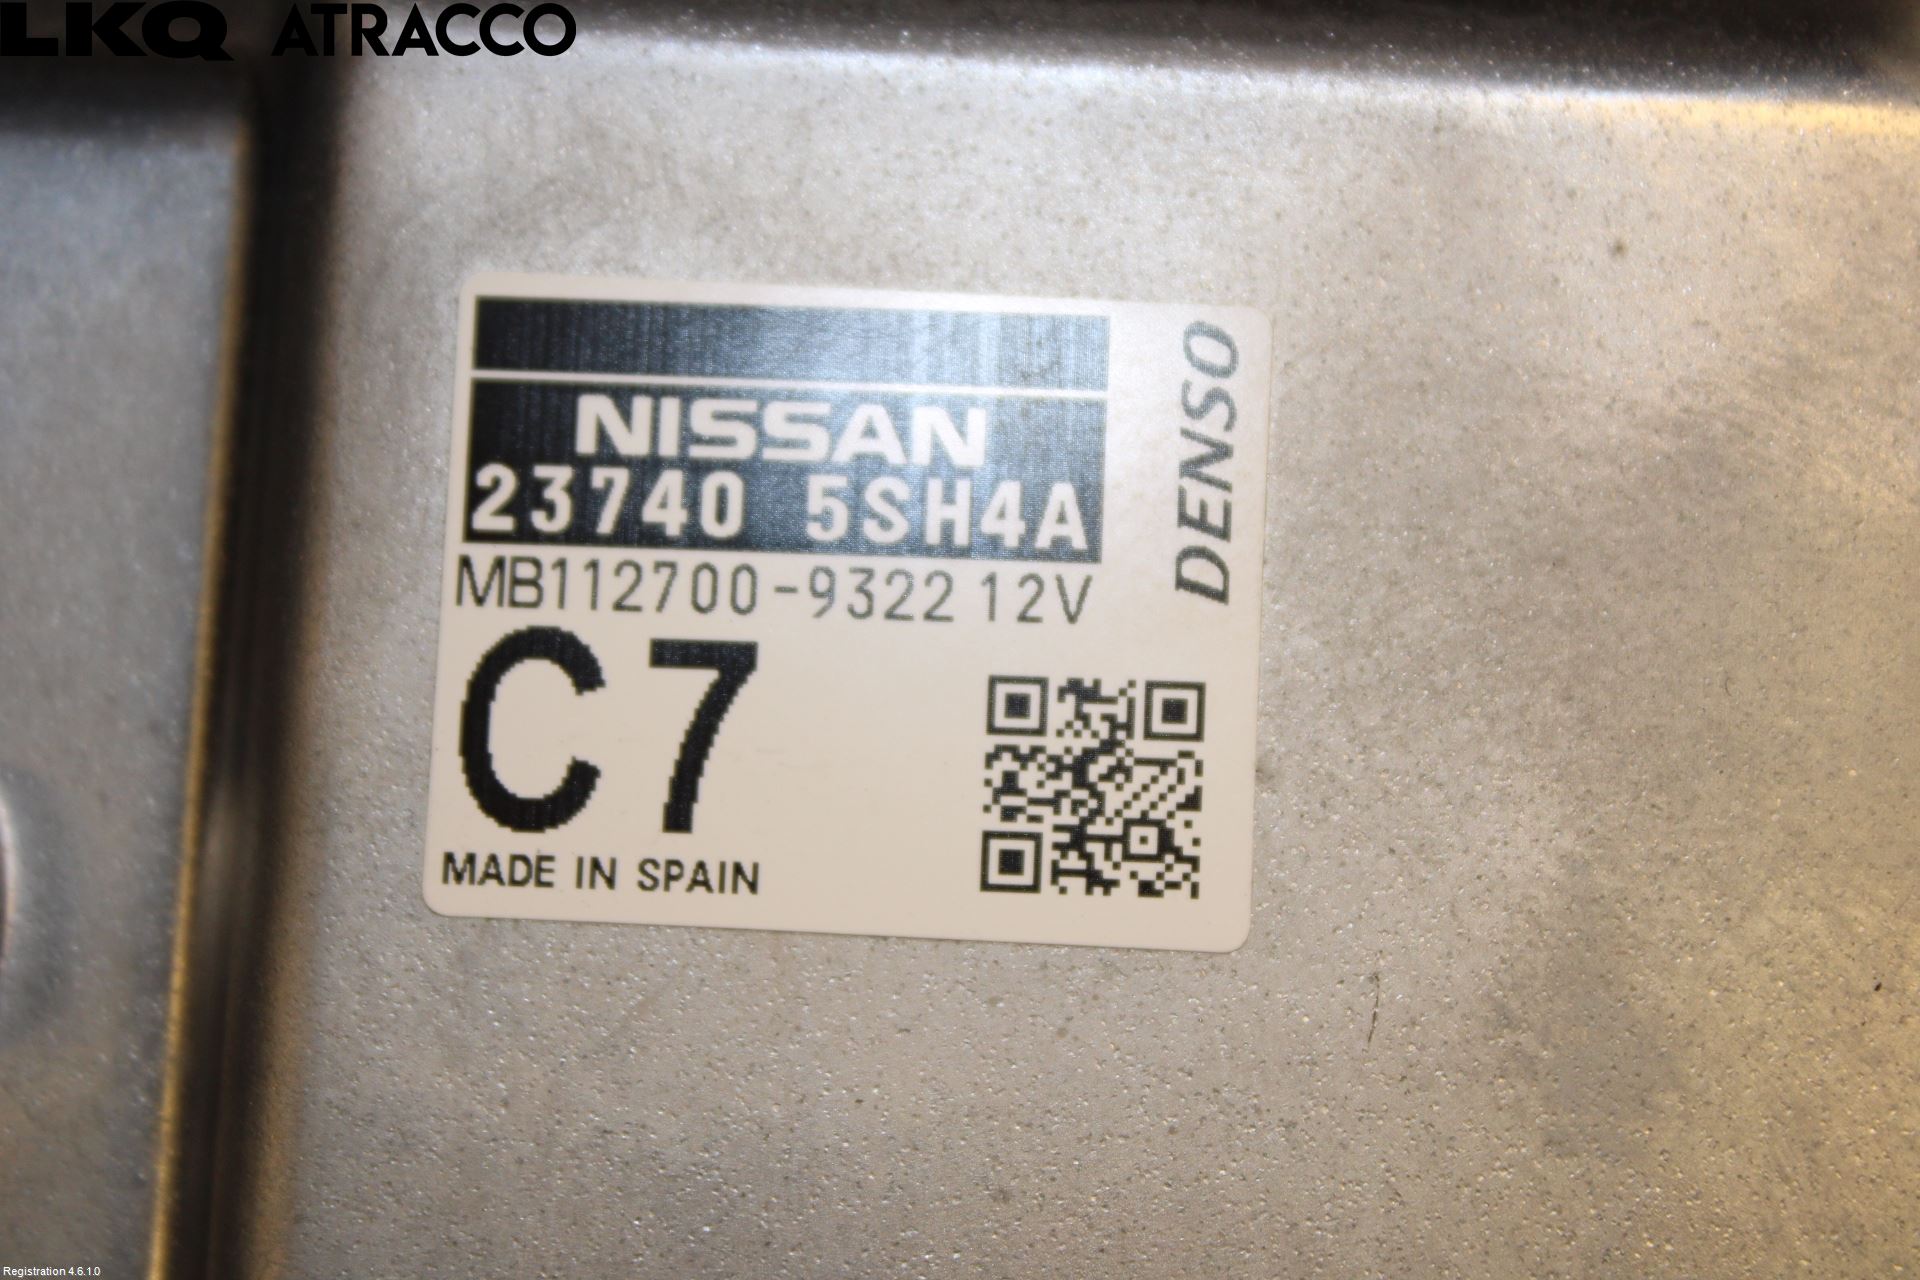 LKQ ATRACCO
NISSAN
23740 5SH4A
MB112700-9322 12V
C7
MADE IN SPAIN
DENSO
Registration 4.6.1.0